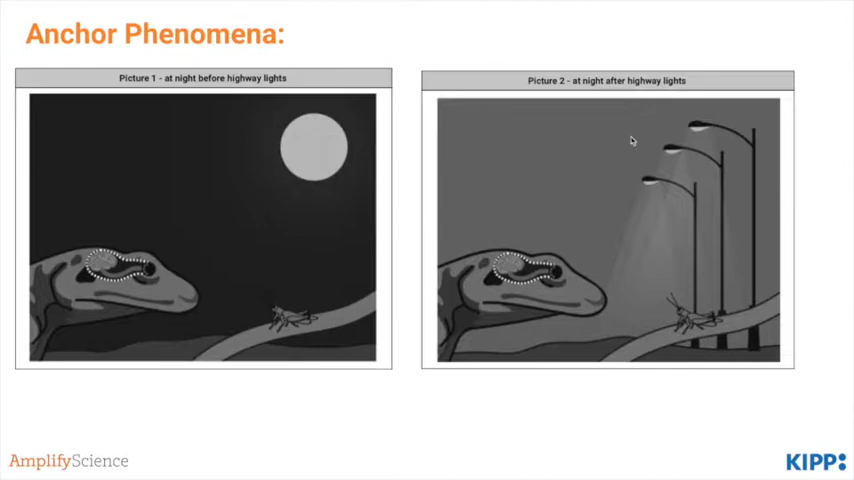 Anchor Phenomena:
Picture 1 - at night before highway lights
Picture 2 - at night after highway lights
AmplifyScience
KIPP: